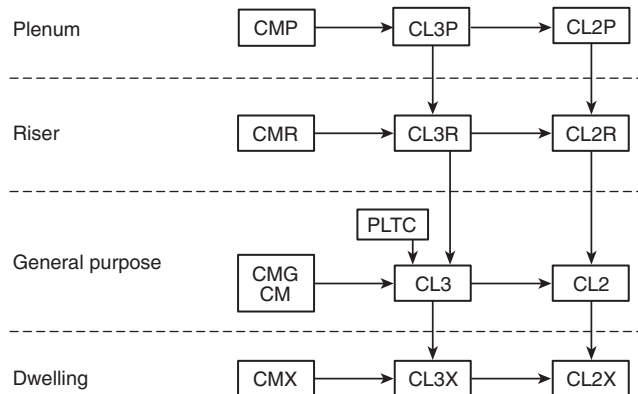 Plenum
CMP
CL3P
CL2P
Riser
CMR
CL3R
CL2R
PLTC
General purpose
CMG
CM
CL3
CL2
Dwelling
CMX
CL3X
CL2X